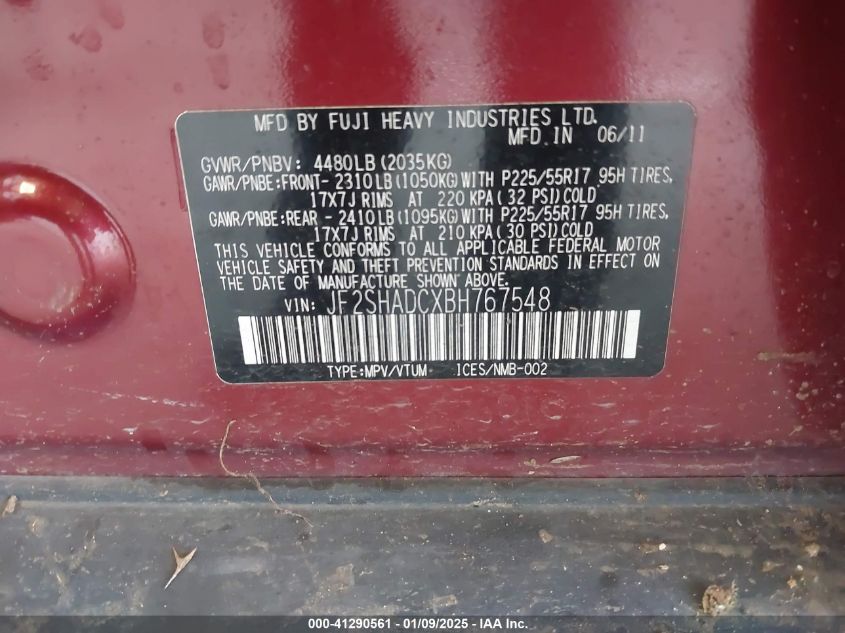 MFD BY FUJI HEAVY INDUSTRIES LTD.
MFD IN 06/11
GVWR/PNBV: 4480LB(2035KG)
GAWR/PNBE:FRONT- 2310LB(1050KG)WITH P225/55R17 95H TIRES,
17X7J RIMS AT 220 KPA(32 PSI)COLD
GAWR/PNBE:REAR - 2410LB(1095KG)WITH P225/55R17 95H TIRES,
17X7J RIMS AT 210 KPA(30 PSI)COLD
THIS VEHICLE CONFORMS TO ALL APPLICABLE FEDERAL MOTOR
VEHICLE SAFETY AND THEFT PREVENTION STANDARDS IN EFFECT ON
THE DATE OF MANUFACTURE SHOWN ABOVE.
VIN: JF2SHADCXBH767548
TYPE:MPV/VTUM ICES/NMB-002
000-41290561 - 01/09/2025 - IAA Inc.